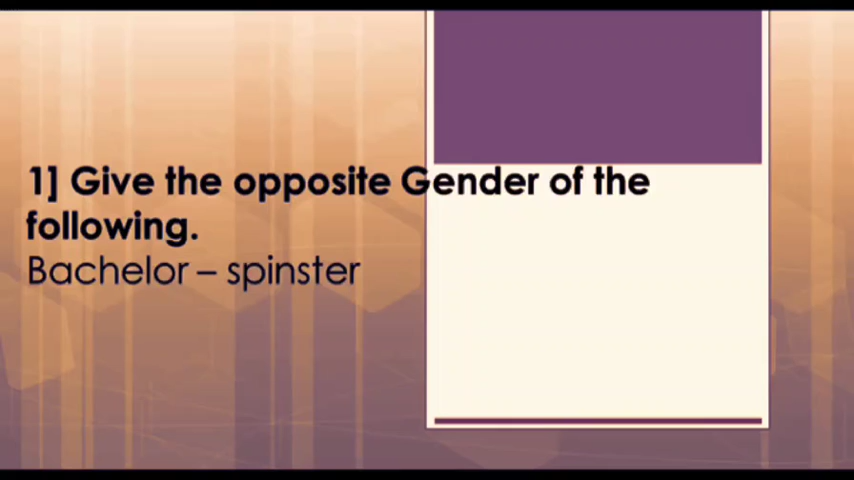 1] Give the opposite Gender of the
following.
Bachelor – spinster